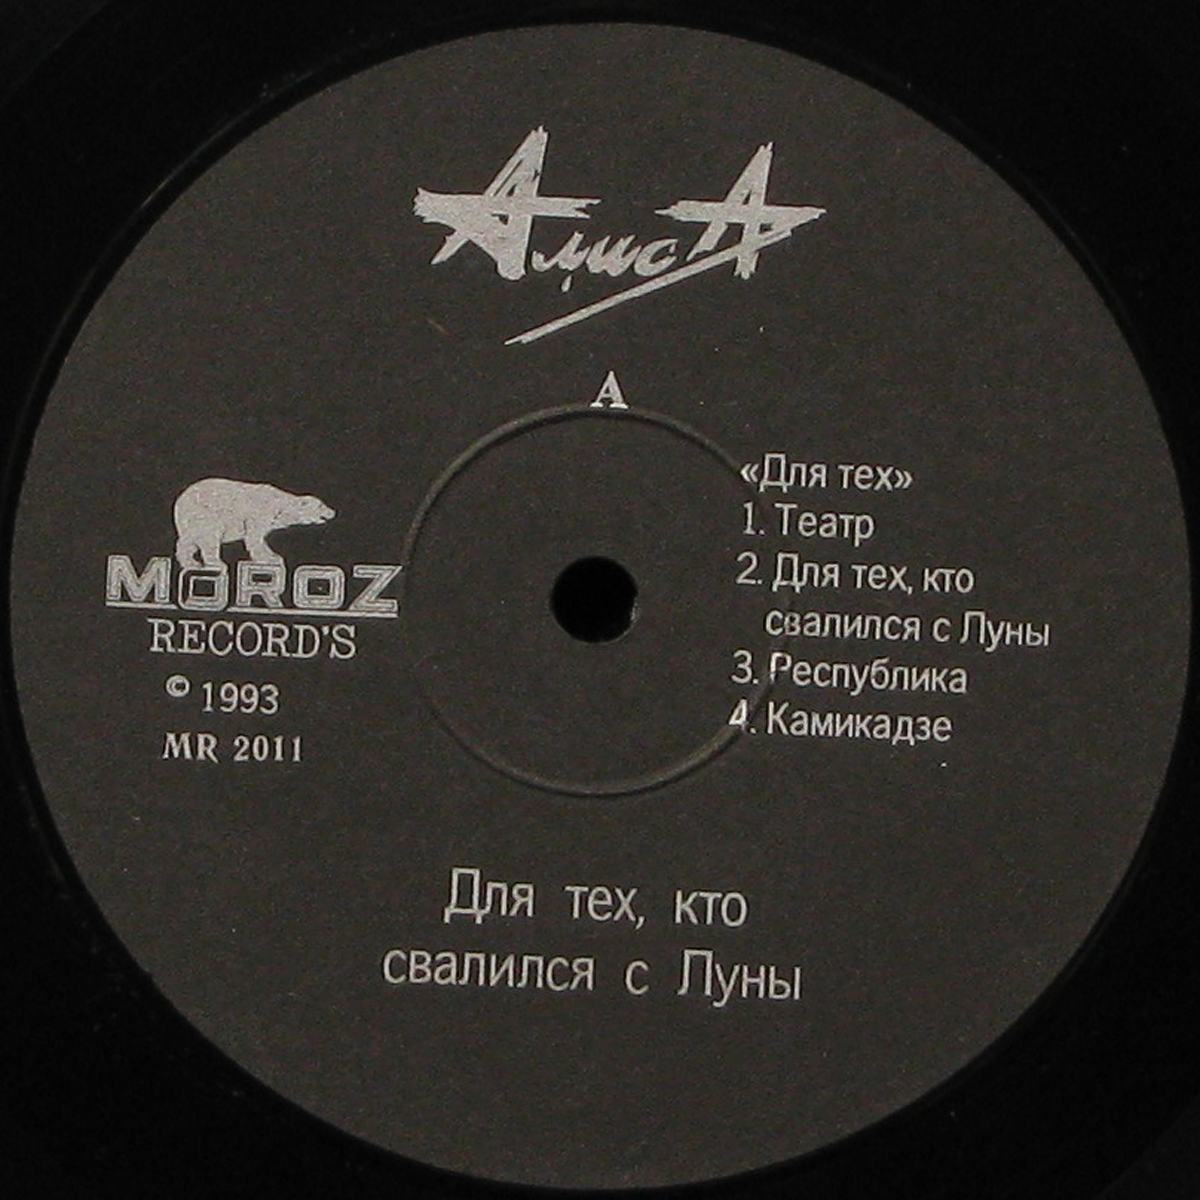 АлисА
A
MOROZ
RECORD'S
© 1993
MR 2011
«Для тех»
1. Театр
2. Для тех, кто
свалился с Луны
3. Республика
4. Камикадзе
Для тех, кто
свалился с Луны